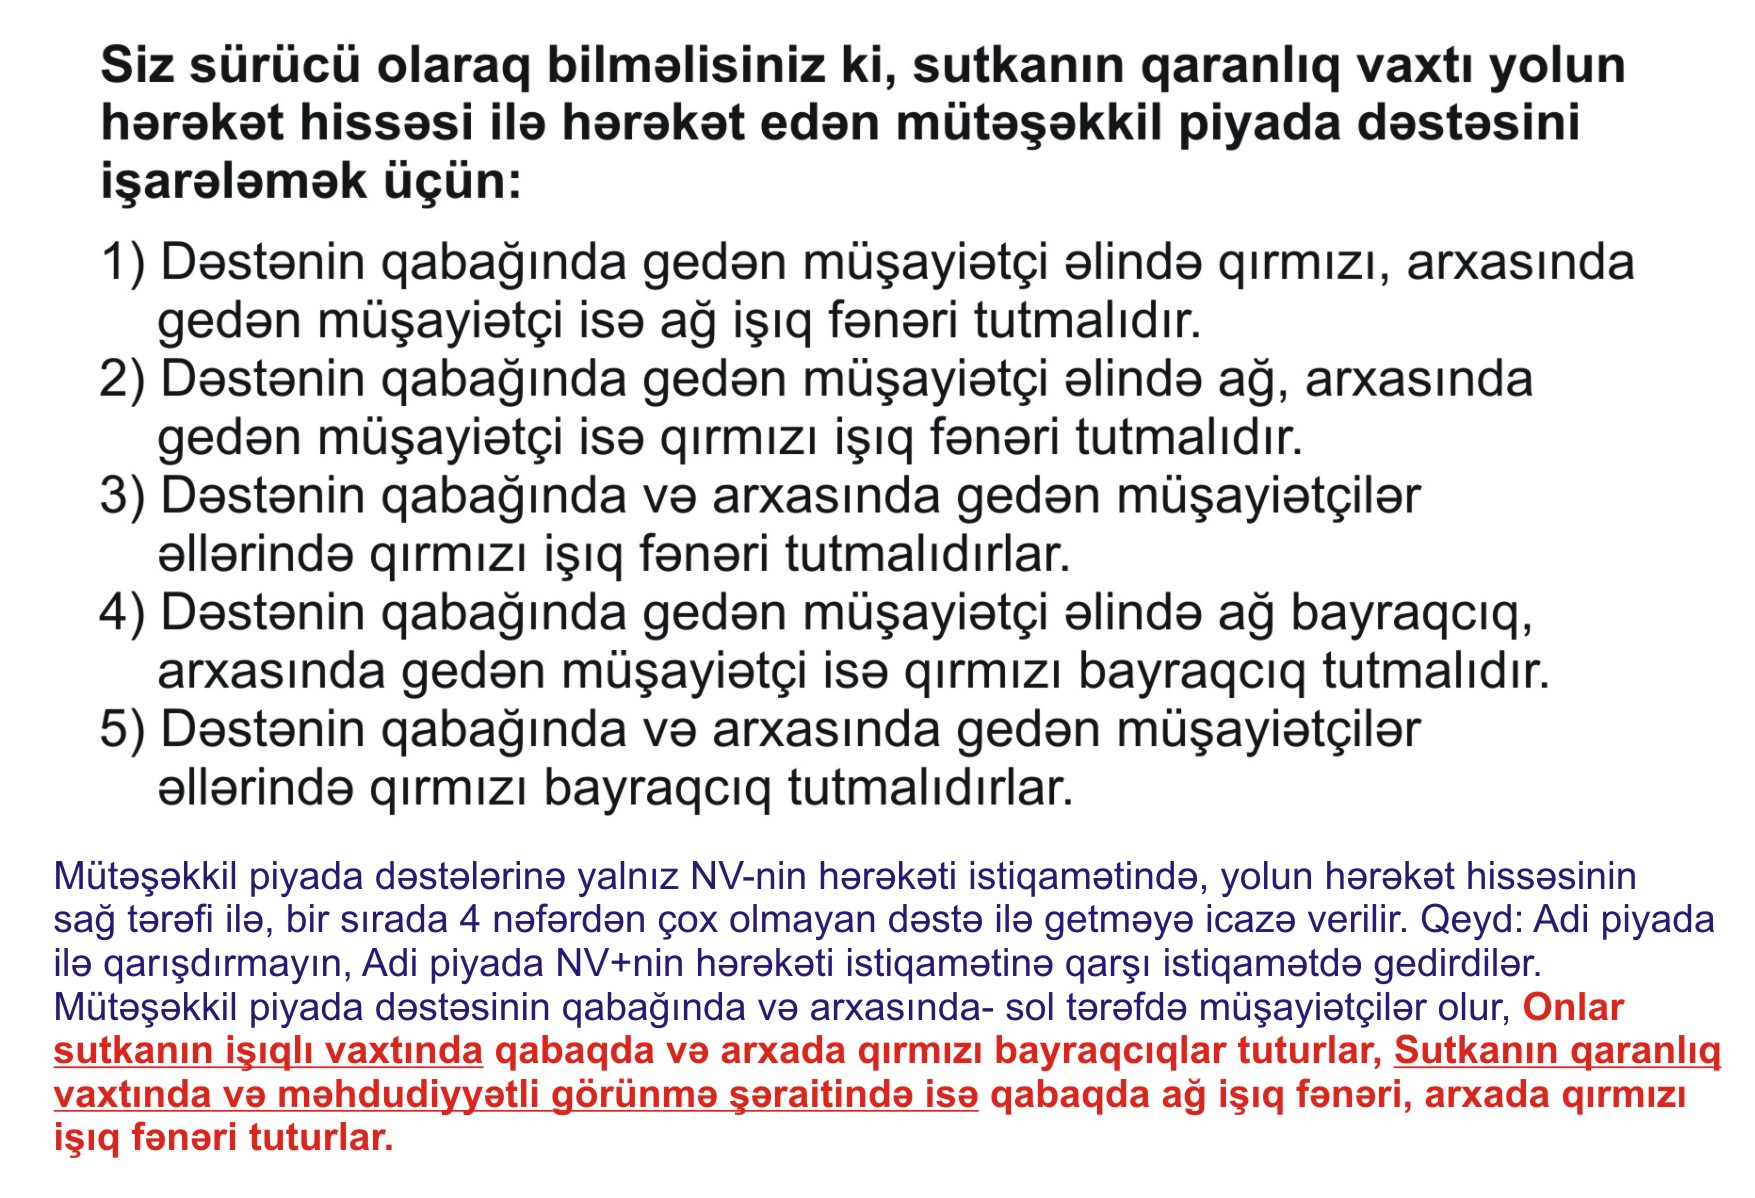 Siz sürücü olaraq bilməlisiniz ki, sutkanın qaranlıq vaxtı yolun
hərəkət hissəsi ilə hərəkət edən mütəşəkkil piyada dəstəsini
işarələmək üçün:
1) Dəstənin qabağında gedən müşayiətçi əlində qırmızı, arxasında
gedən müşayiətçi isə ağ işıq fənəri tutmalıdır.
2) Dəstənin qabağında gedən müşayiətçi əlində ağ, arxasında
gedən müşayiətçi isə qırmızı işıq fənəri tutmalıdır.
3) Dəstənin qabağında və arxasında gedən müşayiətçilər
əllərində qırmızı işıq fənəri tutmalıdırlar.
4) Dəstənin qabağında gedən müşayiətçi əlində ağ bayraqcıq,
arxasında gedən müşayiətçi isə qırmızı bayraqcıq tutmalıdır.
5) Dəstənin qabağında və arxasında gedən müşayiətçilər
əllərində qırmızı bayraqcıq tutmalıdırlar.
Mütəşəkkil piyada dəstələrinə yalnız NV-nin hərəkəti istiqamətində, yolun hərəkət hissəsinin
sağ tərəfi ilə, bir sırada 4 nəfərdən çox olmayan dəstə ilə getməyə icazə verilir. Qeyd: Adi piyada
ilə qarışdırmayın, Adi piyada NV+nin hərəkəti istiqamətinə qarşı istiqamətdə gedirdilər.
Mütəşəkkil piyada dəstəsinin qabağında və arxasında- sol tərəfdə müşayiətçilər olur, Onlar
sutkanın işıqlı vaxtında qabaqda və arxada qırmızı bayraqcıqlar tuturlar, Sutkanın qaranlıq
vaxtında və məhdudiyyətli görünmə şəraitində isə qabaqda ağ işıq fənəri, arxada qırmızı
işıq fənəri tuturlar.